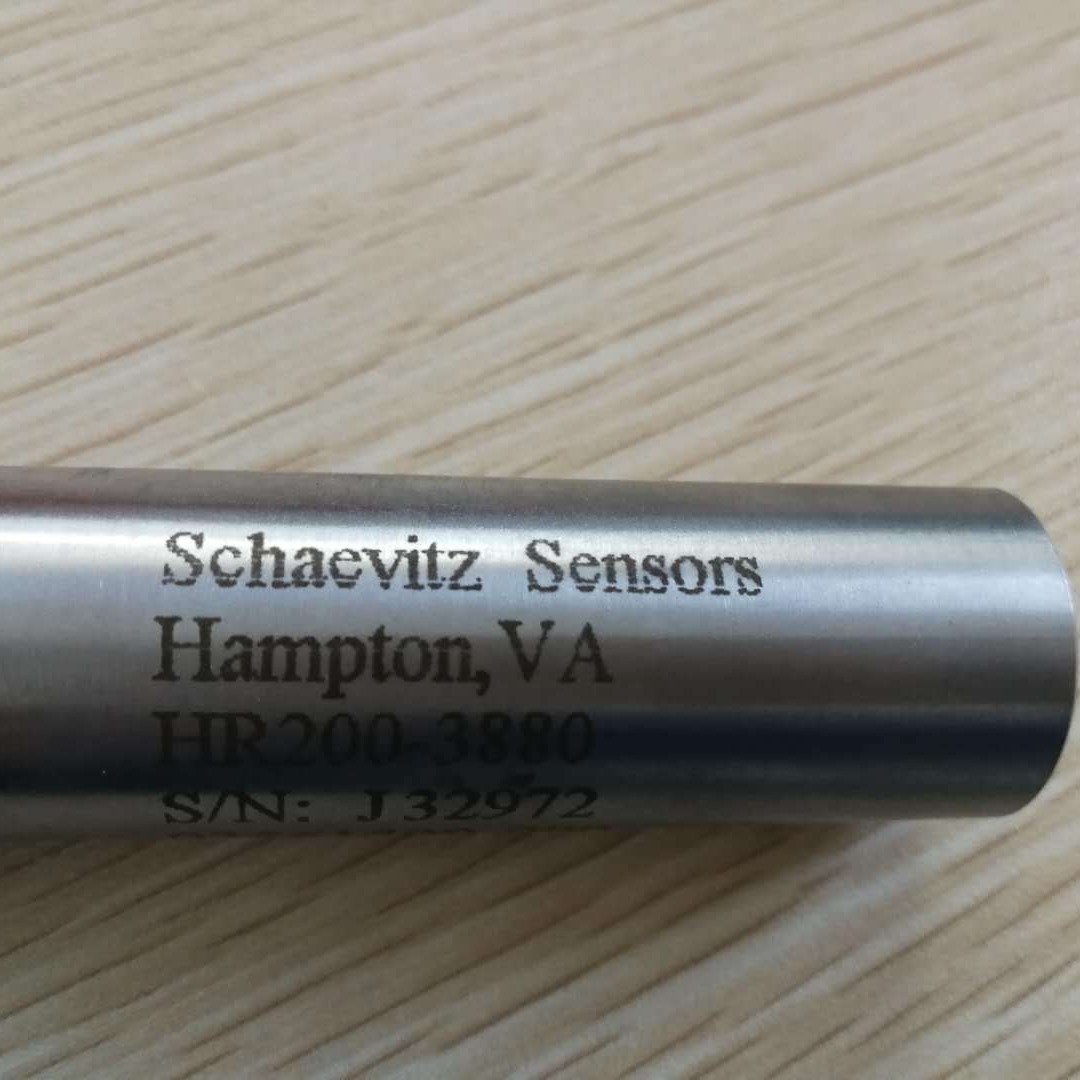 Schaevitz Sensors
Hampton, VA
HR200-3880
S/N: J32972